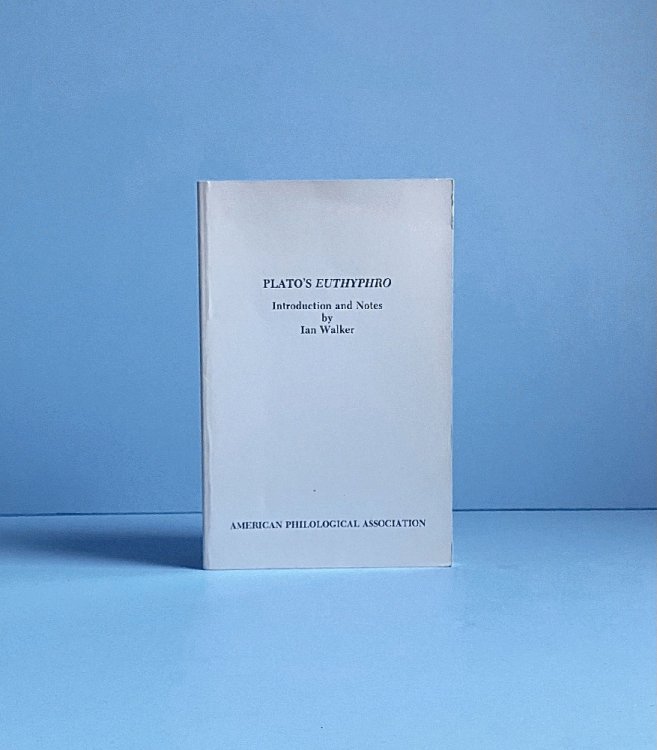 PLATO'S EUTHYPHRO
Introduction and Notes
by
Ian Walker
AMERICAN PHILOLOGICAL ASSOCIATION